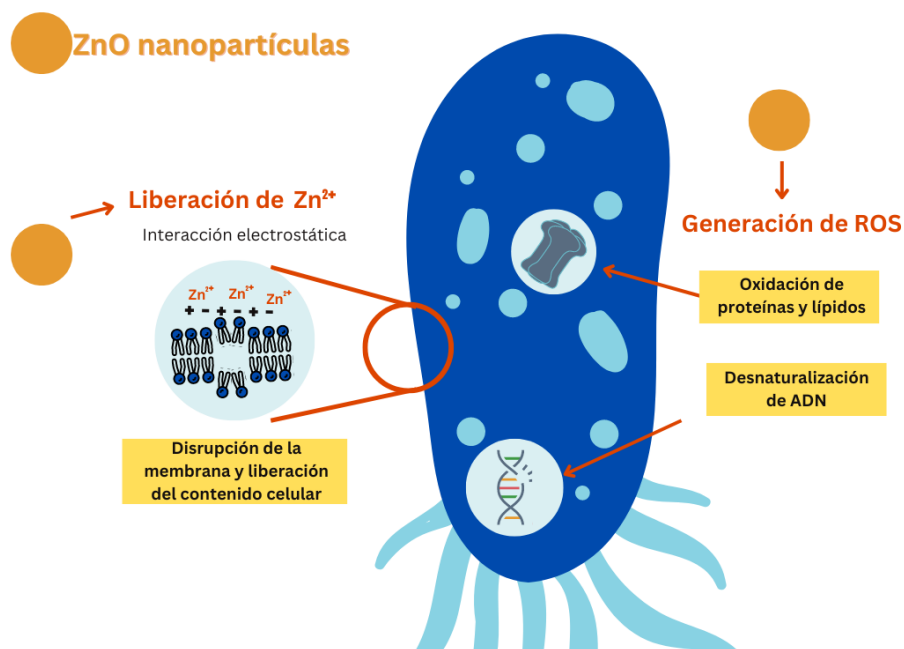 ZnO nanopartículas
Liberación de Zn²⁺
Interacción electrostática
Zn²⁺ Zn²⁺ Zn²⁺
+ - + - + -
Disrupción de la
membrana y liberación
del contenido celular
Generación de ROS
Oxidación de
proteínas y lípidos
Desnaturalización
de ADN